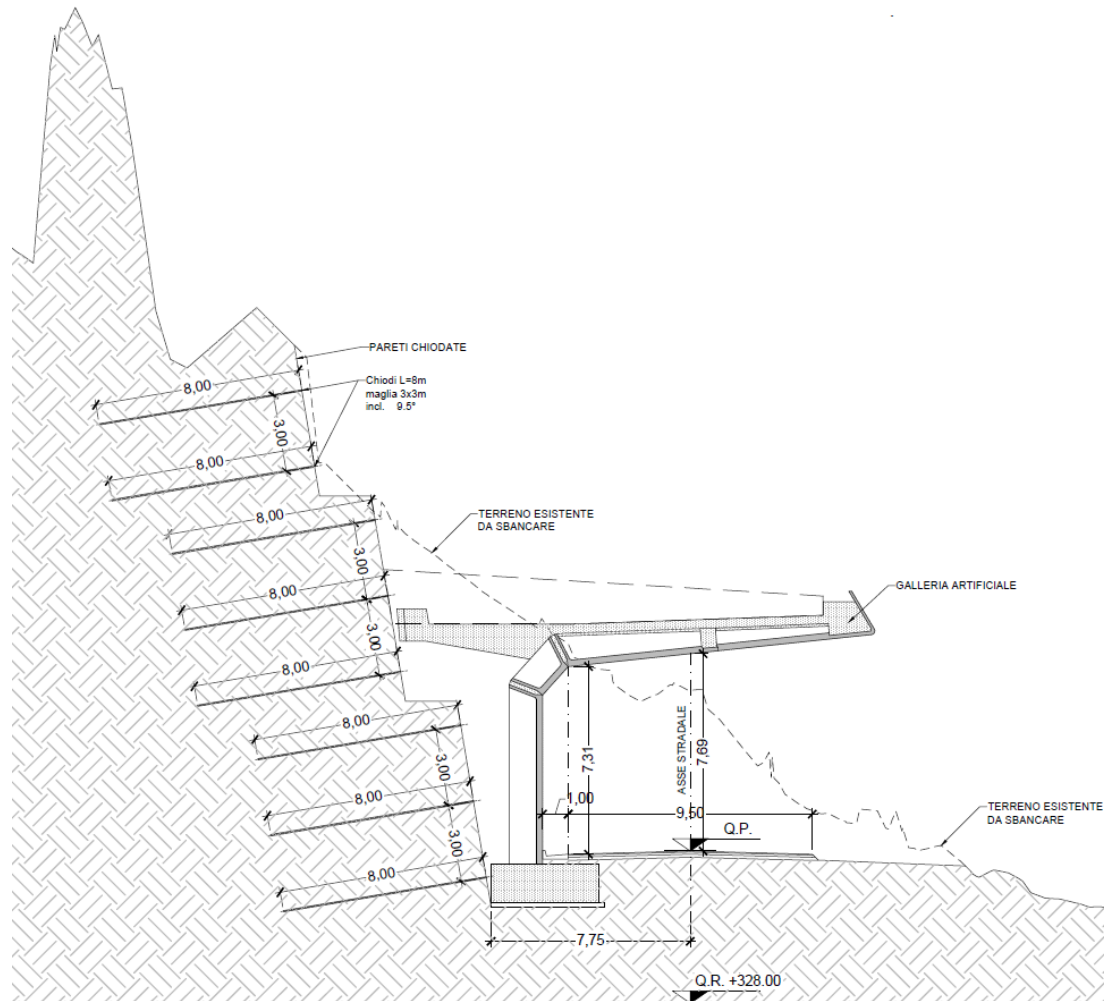 PARETI CHIODATE
Chiodi L=8m
maglia 3x3m
incl. 9.5°
8,00
3,00
8,00
8,00
TERRENO ESISTENTE
DA SBANCARE
3,00
8,00
GALLERIA ARTIFICIALE
3,00
8,00
8,00
3,00
7,31
ASSE STRADALE
7,69
8,00
1,00
9,50
TERRENO ESISTENTE
DA SBANCARE
Q.P.
3,00
8,00
7,75
Q.R. +328.00